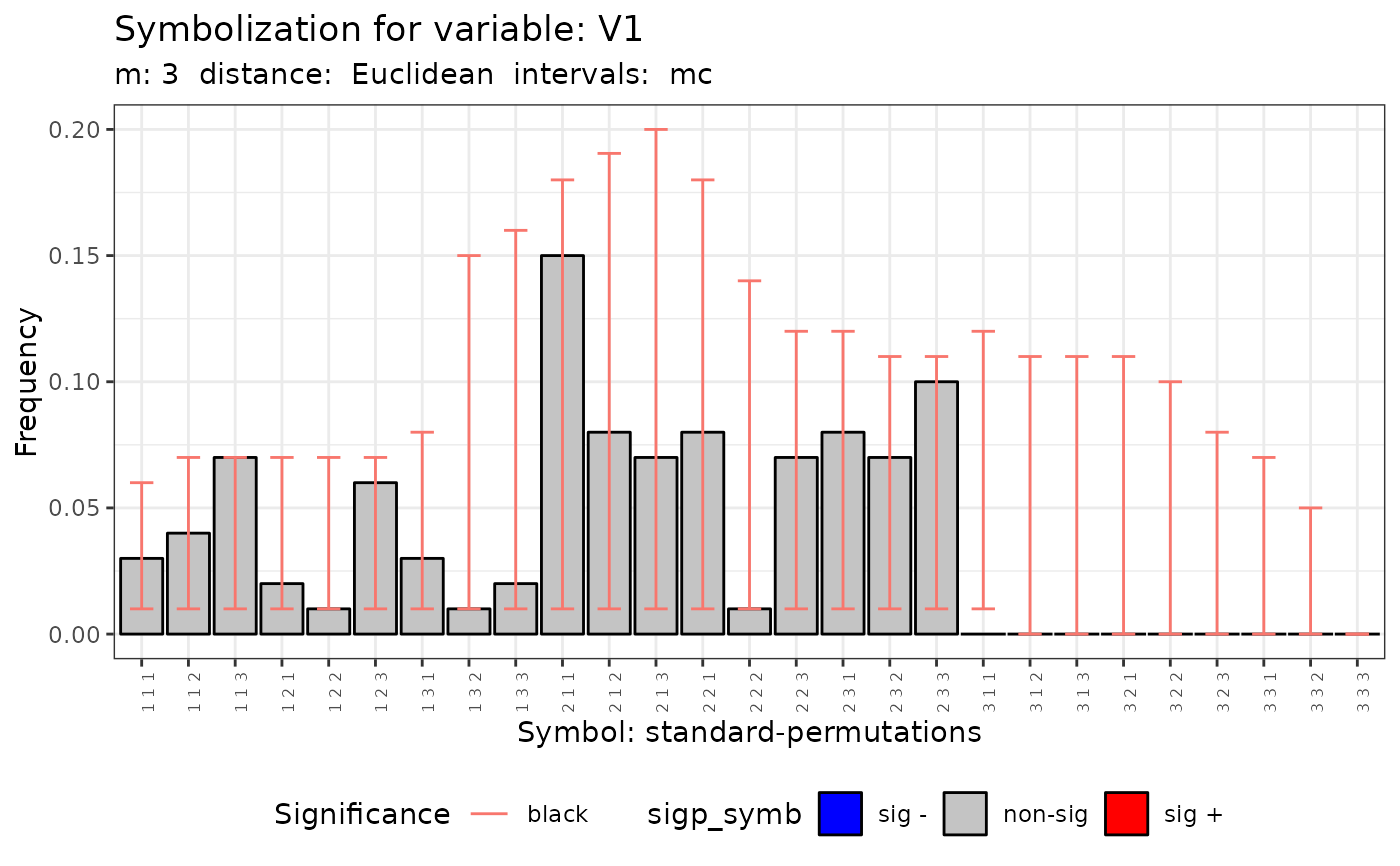 Symbolization for variable: V1
m: 3 distance: Euclidean intervals: mc
Frequency
0.20
0.15
0.10
0.05
0.00
1 1 1
1 1 2
1 1 3
1 2 1
1 2 2
1 2 3
1 3 1
1 3 2
1 3 3
2 1 1
2 1 2
2 1 3
2 2 1
2 2 2
2 2 3
2 3 1
2 3 2
2 3 3
3 1 1
3 1 2
3 1 3
3 2 1
3 2 2
3 2 3
3 3 1
3 3 2
3 3 3
Symbol: standard-permutations
Significance black sigp_symb sig - non-sig sig +